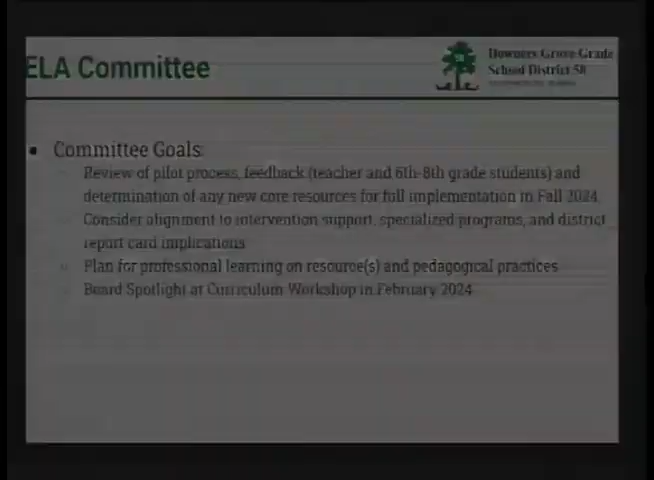 ELA Committee
Downers Grove Grade
School District 58
Committee Goals
Review of pilot process, feedback (teacher and 6th-8th grade students) and
determination of any new core resources for full implementation in Fall 2024.
Consider alignment to intervention support, specialized programs, and district
report card implications
Plan for professional learning on resource(s) and pedagogical practices
Board Spotlight at Curriculum Workshop in February 2024